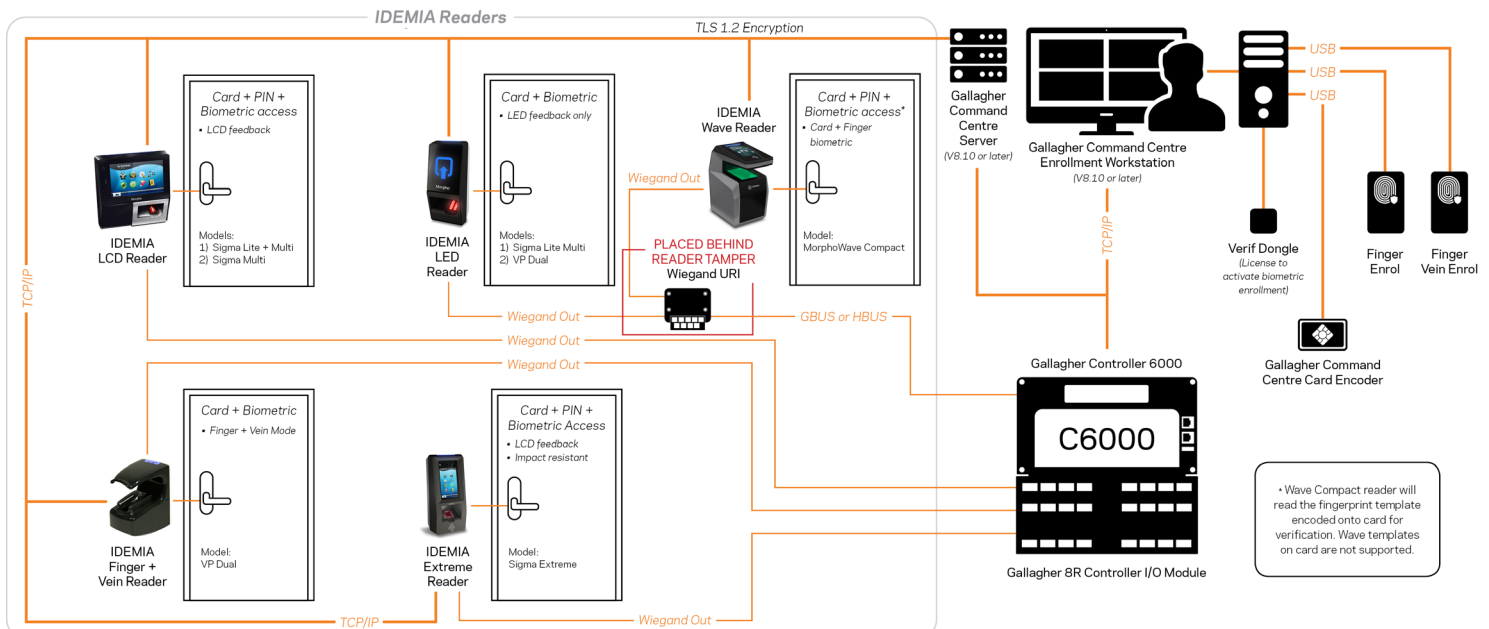 IDEMIA Readers
TLS 1.2 Encryption
Card + PIN +
Biometric access
▪ LCD feedback
IDEMIA
LCD Reader
Models:
1) Sigma Lite + Multi
2) Sigma Multi
Card + Biometric
▪ LED feedback only
Morpho
IDEMIA
LED
Reader
Models:
1) Sigma Lite Multi
2) VP Dual
IDEMIA
Wave Reader
Wiegand Out
Card + PIN +
Biometric access*
▪ Card + Finger
biometric
Model:
MorphoWave Compact
PLACED BEHIND
READER TAMPER
Wiegand URI
TCP/IP
Wiegand Out
GBUS or HBUS
Wiegand Out
Wiegand Out
Card + Biometric
▪ Finger + Vein Mode
IDEMIA
Finger +
Vein Reader
Model:
VP Dual
Card + PIN +
Biometric Access
▪ LCD feedback
▪ Impact resistant
IDEMIA
Extreme
Reader
Model:
Sigma Extreme
TCP/IP
Wiegand Out
Gallagher
Command
Centre
Server
(V8.10 or later)
Gallagher Command Centre
Enrollment Workstation
(V8.10 or later)
TCP/IP
USB
USB
USB
Verif Dongle
(License to
activate biometric
enrollment)
Finger
Enrol
Finger
Vein Enrol
Gallagher Command
Centre Card Encoder
Gallagher Controller 6000
C6000
Gallagher 8R Controller I/O Module
* Wave Compact reader will
read the fingerprint template
encoded onto card for
verification. Wave templates
on card are not supported.